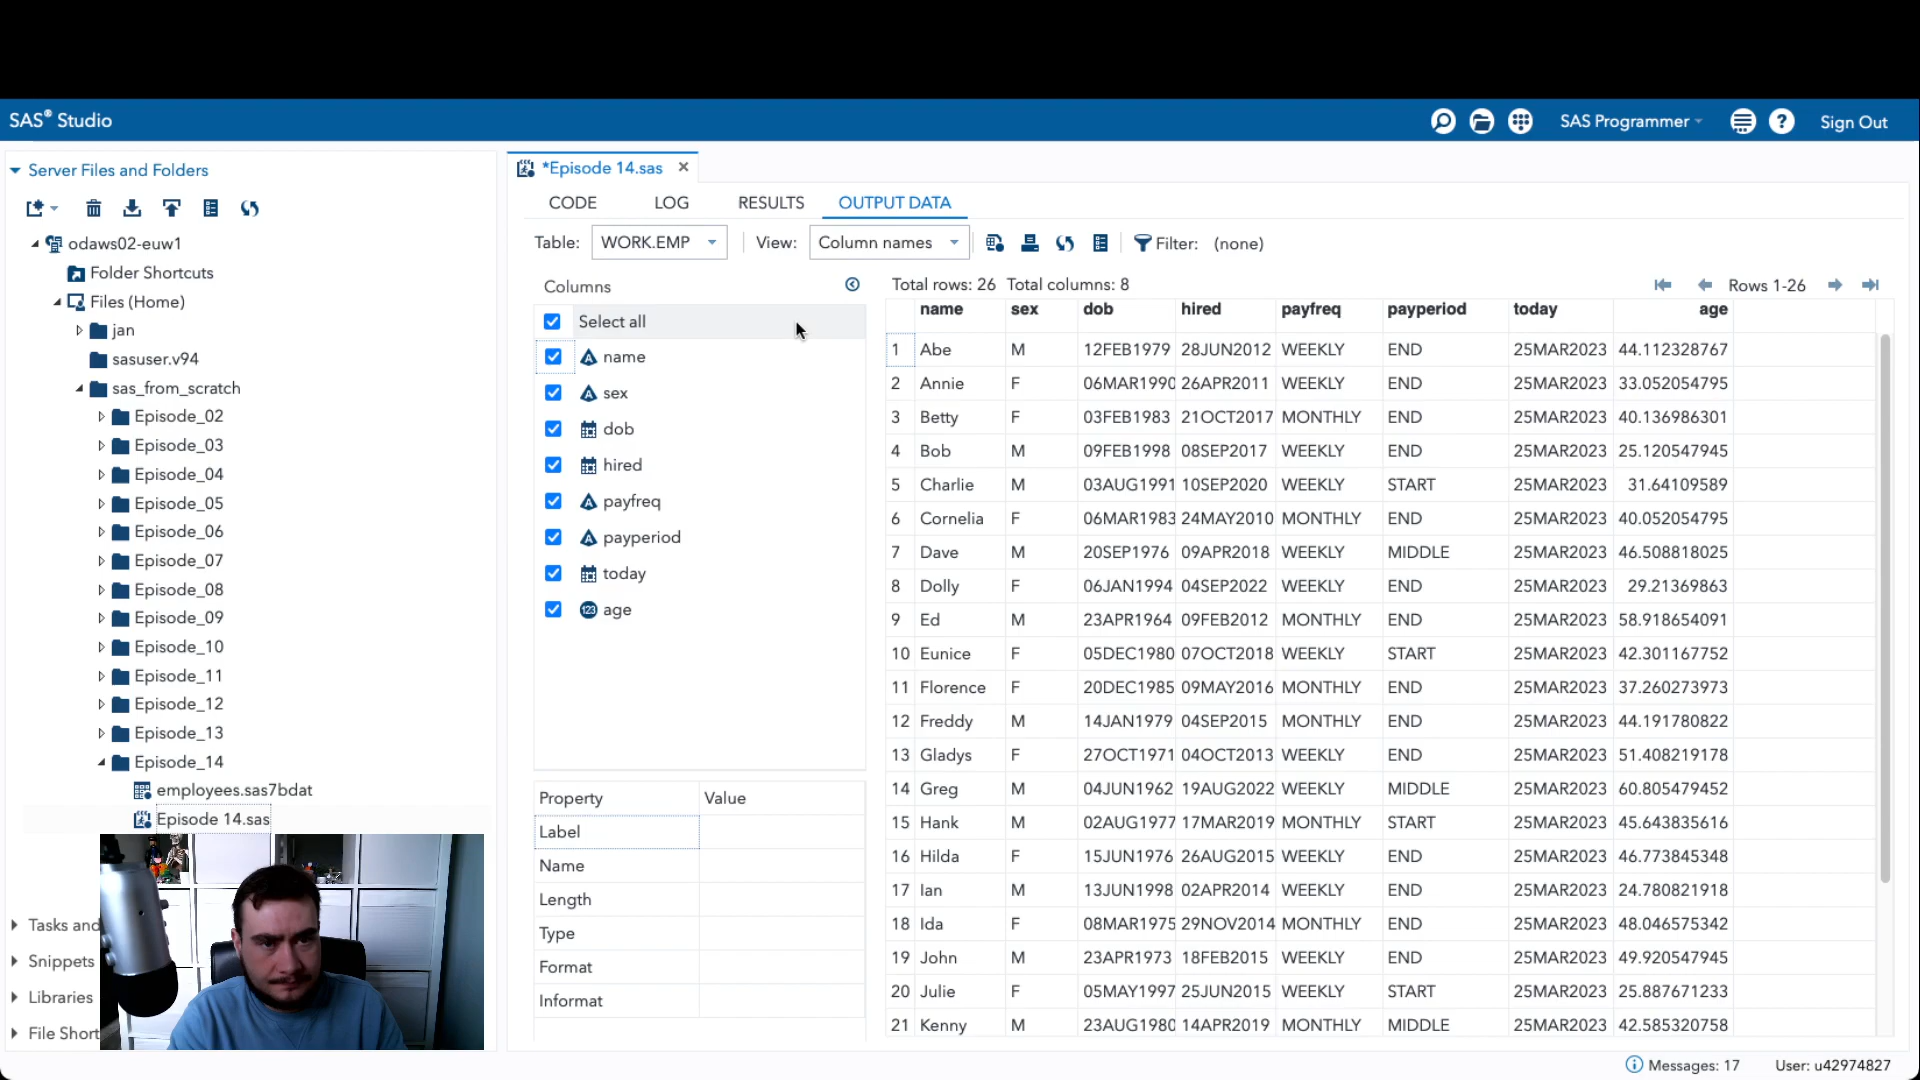 SAS® Studio
SAS Programmer
Sign Out
Server Files and Folders
odaws02-euw1
Folder Shortcuts
Files (Home)
jan
sasuser.v94
sas_from_scratch
Episode_02
Episode_03
Episode_04
Episode_05
Episode_06
Episode_07
Episode_08
Episode_09
Episode_10
Episode_11
Episode_12
Episode_13
Episode_14
employees.sas7bdat
Episode 14.sas
Tasks and
Snippets
Libraries
File Short
*Episode 14.sas
CODE LOG RESULTS OUTPUT DATA
Table: WORK.EMP View: Column names Filter: (none)
Columns
Select all
name
sex
dob
hired
payfreq
payperiod
today
age
Property Value
Label
Name
Length
Type
Format
Informat
Total rows: 26 Total columns: 8 Rows 1-26
name sex dob hired payfreq payperiod today age
1 Abe M 12FEB1979 28JUN2012 WEEKLY END 25MAR2023 44.112328767
2 Annie F 06MAR1990 26APR2011 WEEKLY END 25MAR2023 33.052054795
3 Betty F 03FEB1983 21OCT2017 MONTHLY END 25MAR2023 40.136986301
4 Bob M 09FEB1998 08SEP2017 WEEKLY END 25MAR2023 25.120547945
5 Charlie M 03AUG1991 10SEP2020 WEEKLY START 25MAR2023 31.64109589
6 Cornelia F 06MAR1983 24MAY2010 MONTHLY END 25MAR2023 40.052054795
7 Dave M 20SEP1976 09APR2018 WEEKLY MIDDLE 25MAR2023 46.508818025
8 Dolly F 06JAN1994 04SEP2022 WEEKLY END 25MAR2023 29.21369863
9 Ed M 23APR1964 09FEB2012 MONTHLY END 25MAR2023 58.918654091
10 Eunice F 05DEC1980 07OCT2018 WEEKLY START 25MAR2023 42.301167752
11 Florence F 20DEC1985 09MAY2016 MONTHLY END 25MAR2023 37.260273973
12 Freddy M 14JAN1979 04SEP2015 MONTHLY END 25MAR2023 44.191780822
13 Gladys F 27OCT1971 04OCT2013 WEEKLY END 25MAR2023 51.408219178
14 Greg M 04JUN1962 19AUG2022 WEEKLY MIDDLE 25MAR2023 60.805479452
15 Hank M 02AUG1977 17MAR2019 MONTHLY START 25MAR2023 45.643835616
16 Hilda F 15JUN1976 26AUG2015 WEEKLY END 25MAR2023 46.773845348
17 Ian M 13JUN1998 02APR2014 WEEKLY END 25MAR2023 24.780821918
18 Ida F 08MAR1975 29NOV2014 MONTHLY END 25MAR2023 48.046575342
19 John M 23APR1973 18FEB2015 WEEKLY END 25MAR2023 49.920547945
20 Julie F 05MAY1997 25JUN2015 WEEKLY START 25MAR2023 25.887671233
21 Kenny M 23AUG1980 14APR2019 MONTHLY MIDDLE 25MAR2023 42.585320758
Messages: 17 User: u42974827